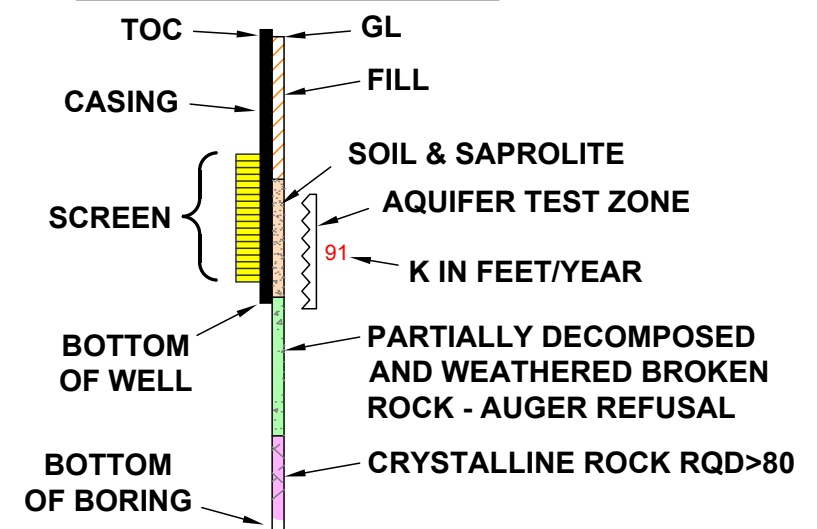 TOC
GL
FILL
CASING
SOIL & SAPROLITE
AQUIFER TEST ZONE
SCREEN
91
K IN FEET/YEAR
BOTTOM
OF WELL
PARTIALLY DECOMPOSED
AND WEATHERED BROKEN
ROCK - AUGER REFUSAL
CRYSTALLINE ROCK RQD>80
BOTTOM
OF BORING